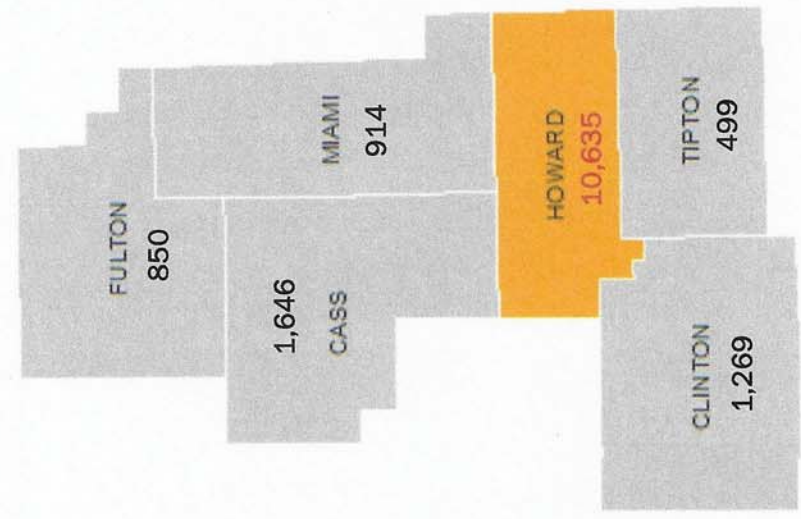 FULTON
850
MIAMI
914
1,646
CASS
HOWARD
10,635
TIPTON
499
CLINTON
1,269